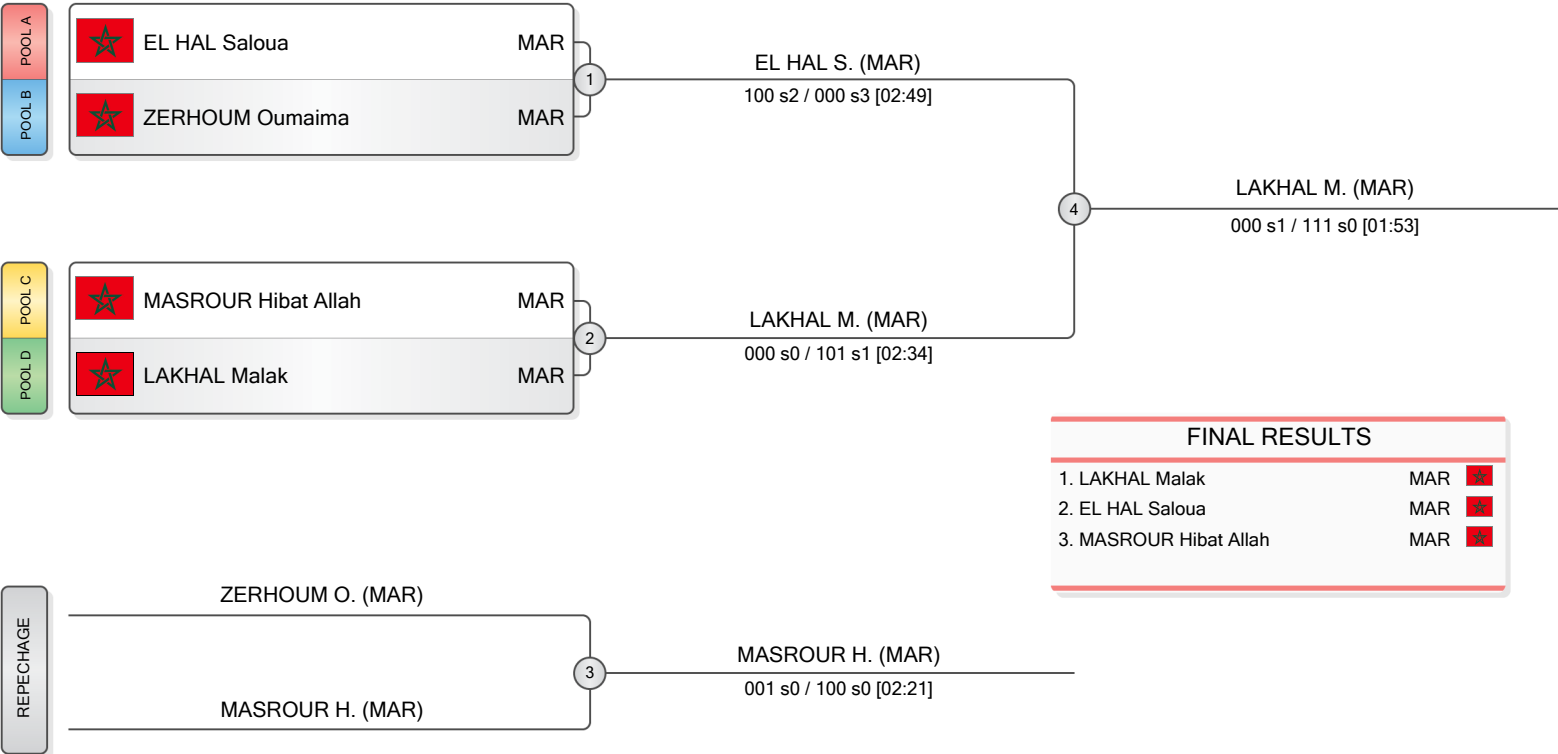 POOL A
EL HAL Saloua MAR
POOL B
ZERHOUM Oumaima MAR
1
EL HAL S. (MAR)
100 s2 / 000 s3 [02:49]
POOL C
MASROUR Hibat Allah MAR
POOL D
LAKHAL Malak MAR
2
LAKHAL M. (MAR)
000 s0 / 101 s1 [02:34]
4
LAKHAL M. (MAR)
000 s1 / 111 s0 [01:53]
FINAL RESULTS
1. LAKHAL Malak MAR
2. EL HAL Saloua MAR
3. MASROUR Hibat Allah MAR
REPECHAGE
ZERHOUM O. (MAR)
MASROUR H. (MAR)
3
MASROUR H. (MAR)
001 s0 / 100 s0 [02:21]